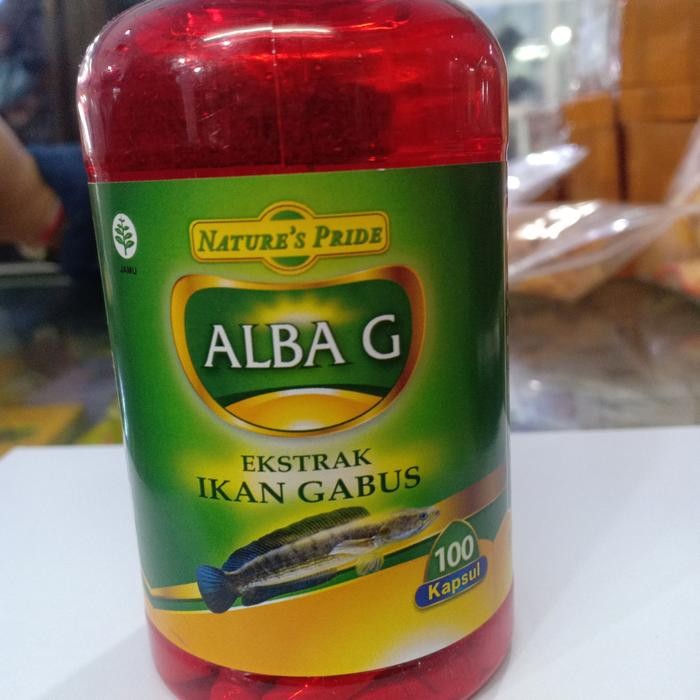 NATURE'S PRIDE
JAMU
ALBA G
EKSTRAK
IKAN GABUS
100
Kapsul